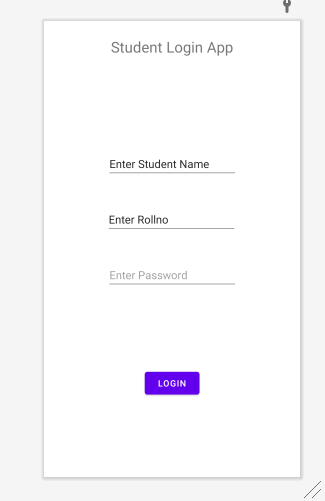 Student Login App
Enter Student Name
Enter Rollno
Enter Password
LOGIN